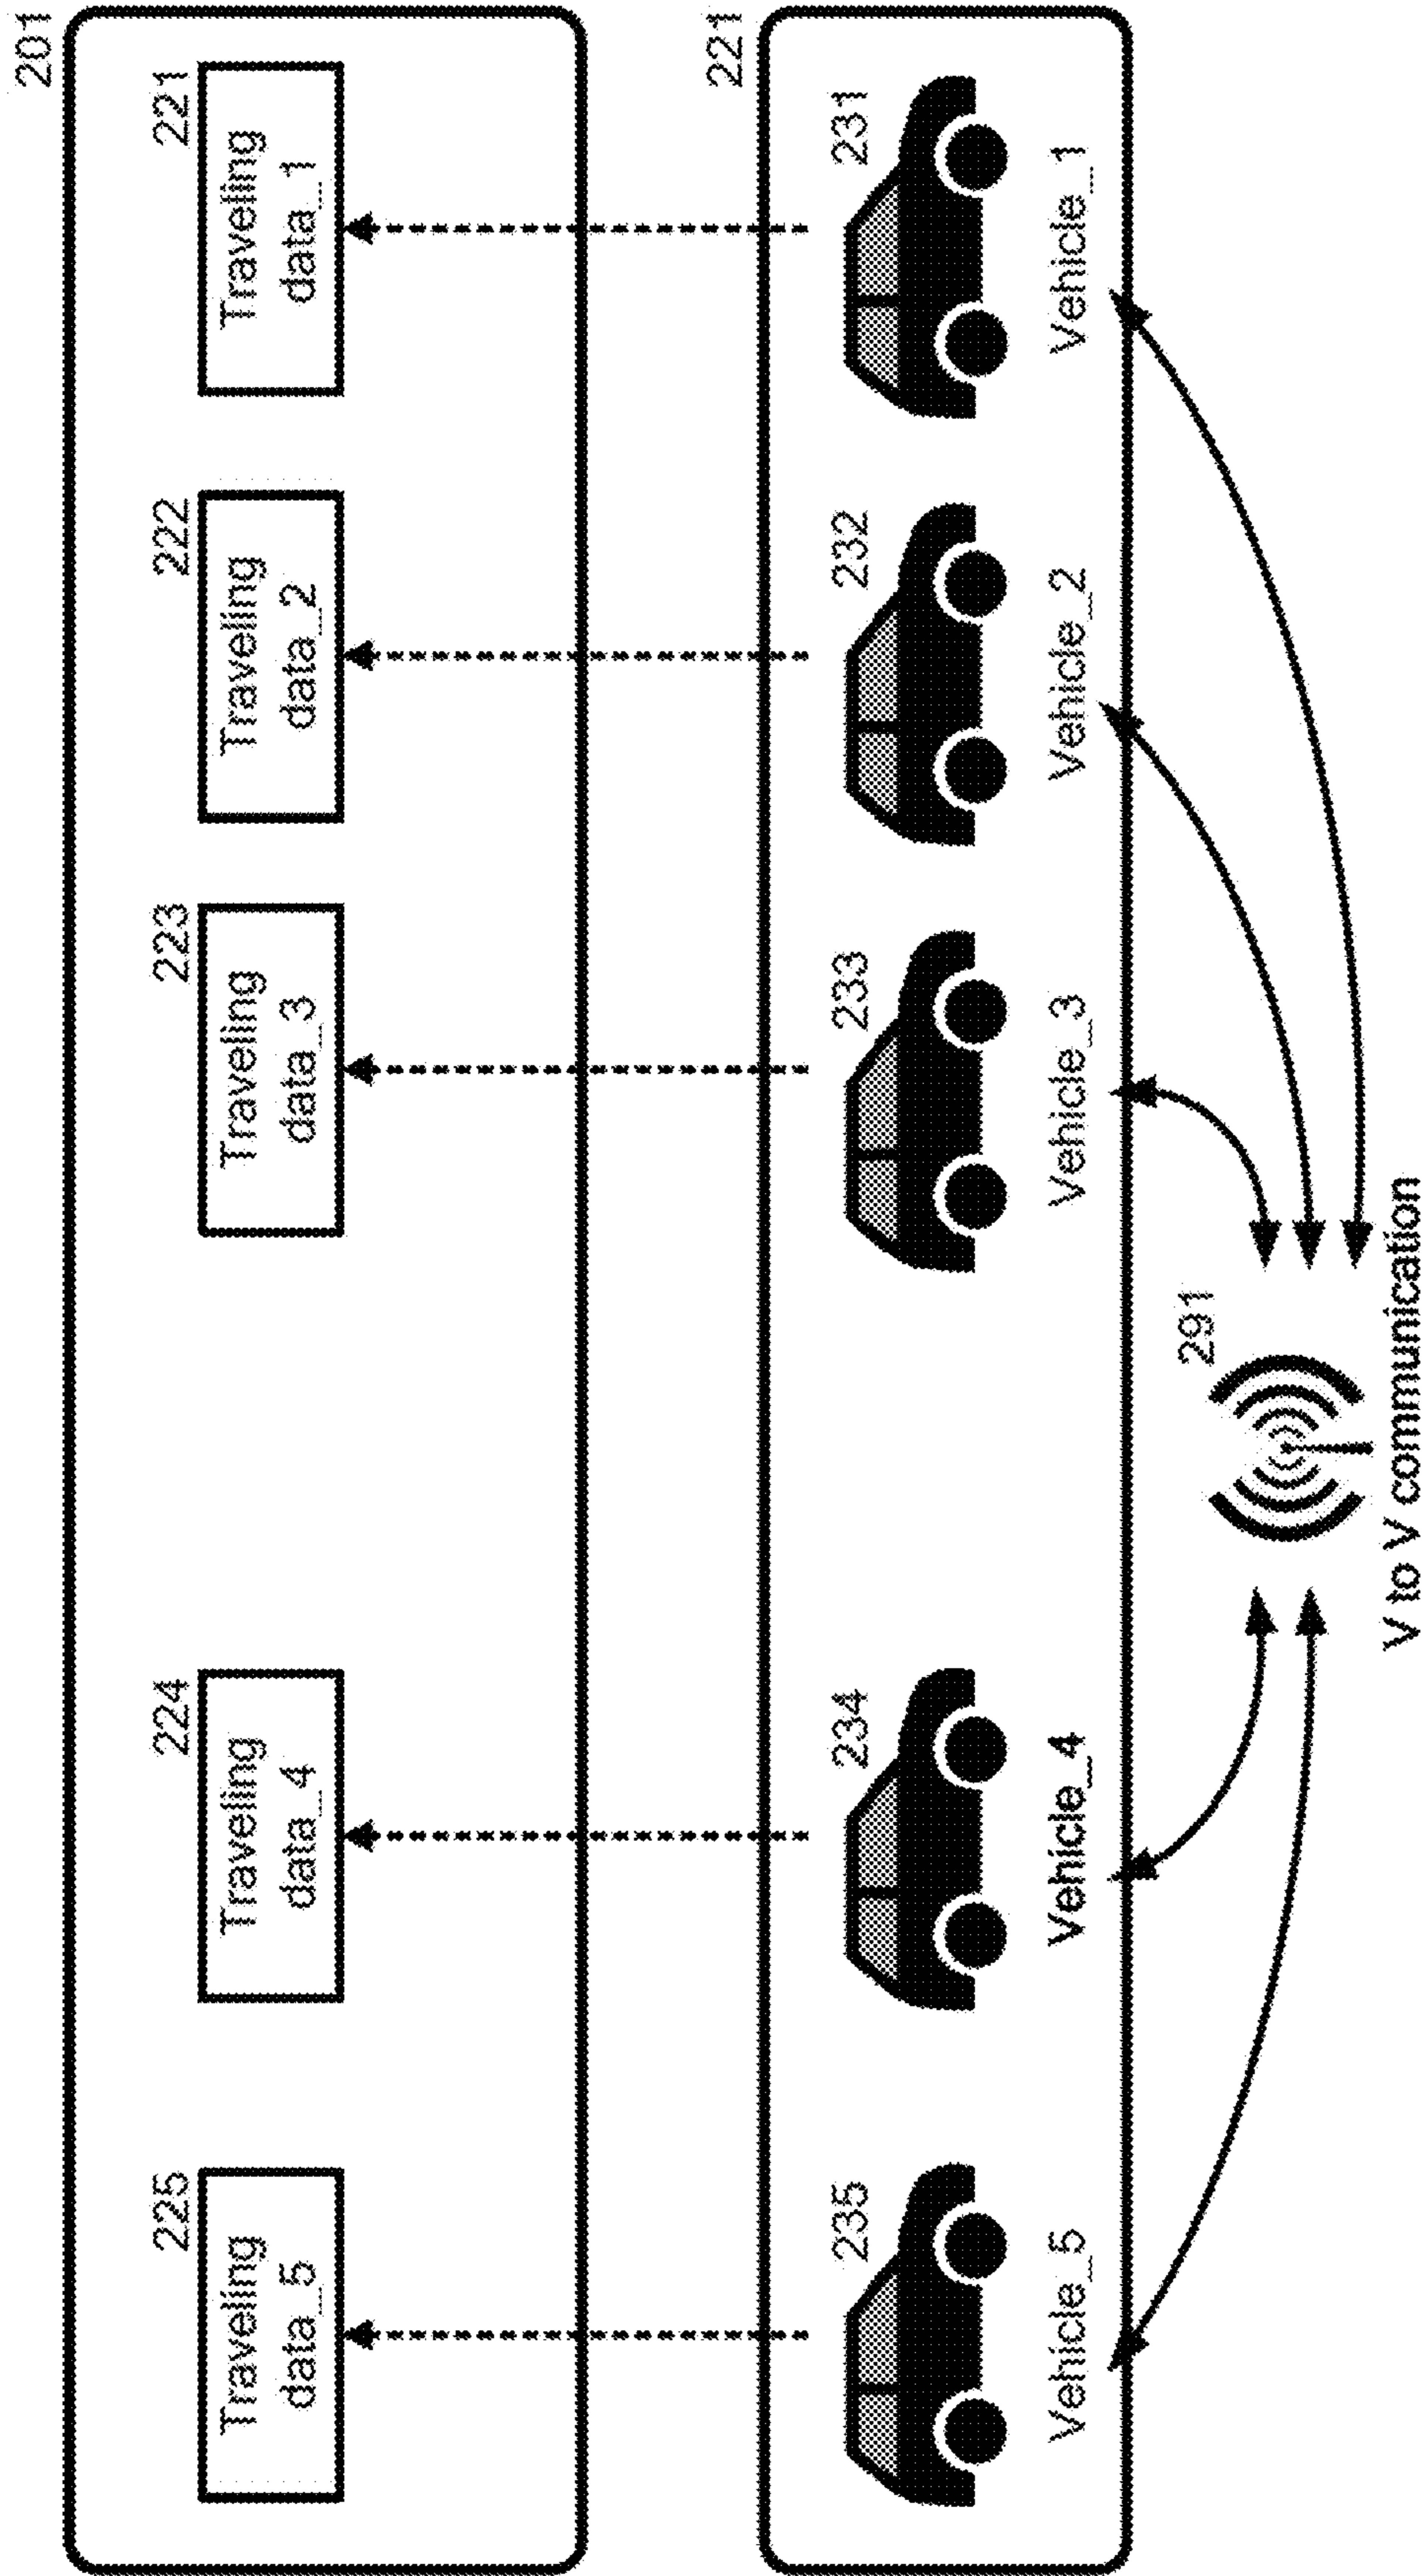 201
225
Traveling
data_5
224
Traveling
data_4
223
Traveling
data_3
222
Traveling
data_2
221
Traveling
data_1
221
235
Vehicle_5
234
Vehicle_4
233
Vehicle_3
232
Vehicle_2
231
Vehicle_1
291
V to V communication